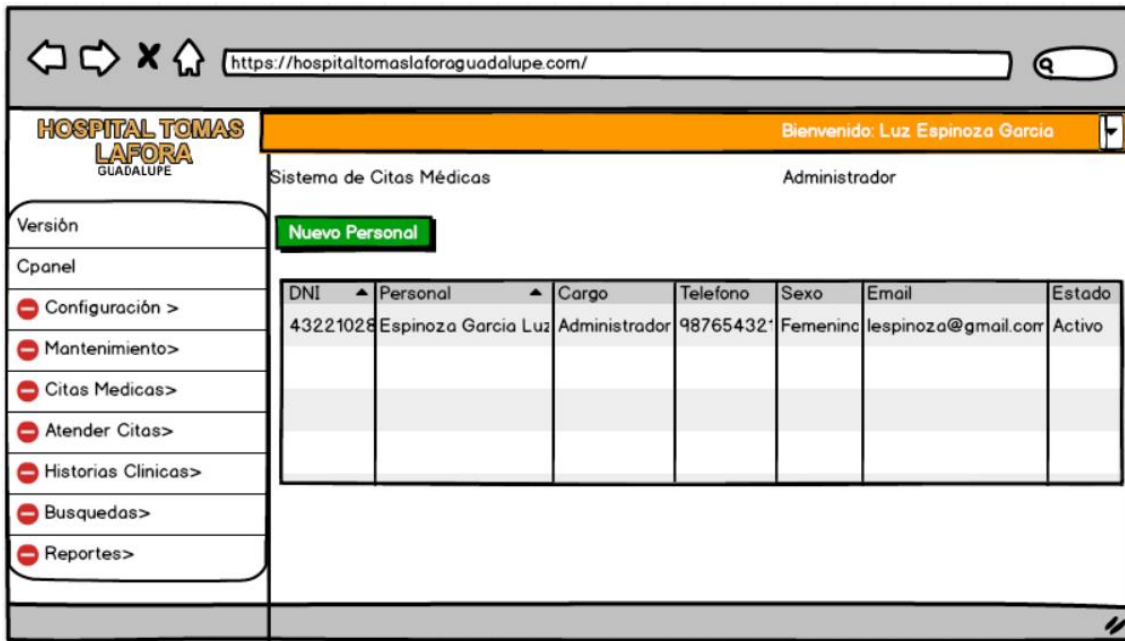 https://hospitaltomaslaforaguadalupe.com/
HOSPITAL TOMAS
LAFORA
GUADALUPE
Bienvenido: Luz Espinoza Garcia
Sistema de Citas Médicas
Administrador
Versión
Cpanel
Configuración >
Mantenimiento>
Citas Medicas>
Atender Citas>
Historias Clinicas>
Busquedas>
Reportes>
Nuevo Personal
DNI Personal Cargo Telefono Sexo Email Estado
43221028 Espinoza Garcia Luz Administrador 987654321 Femenino lespinoza@gmail.com Activo